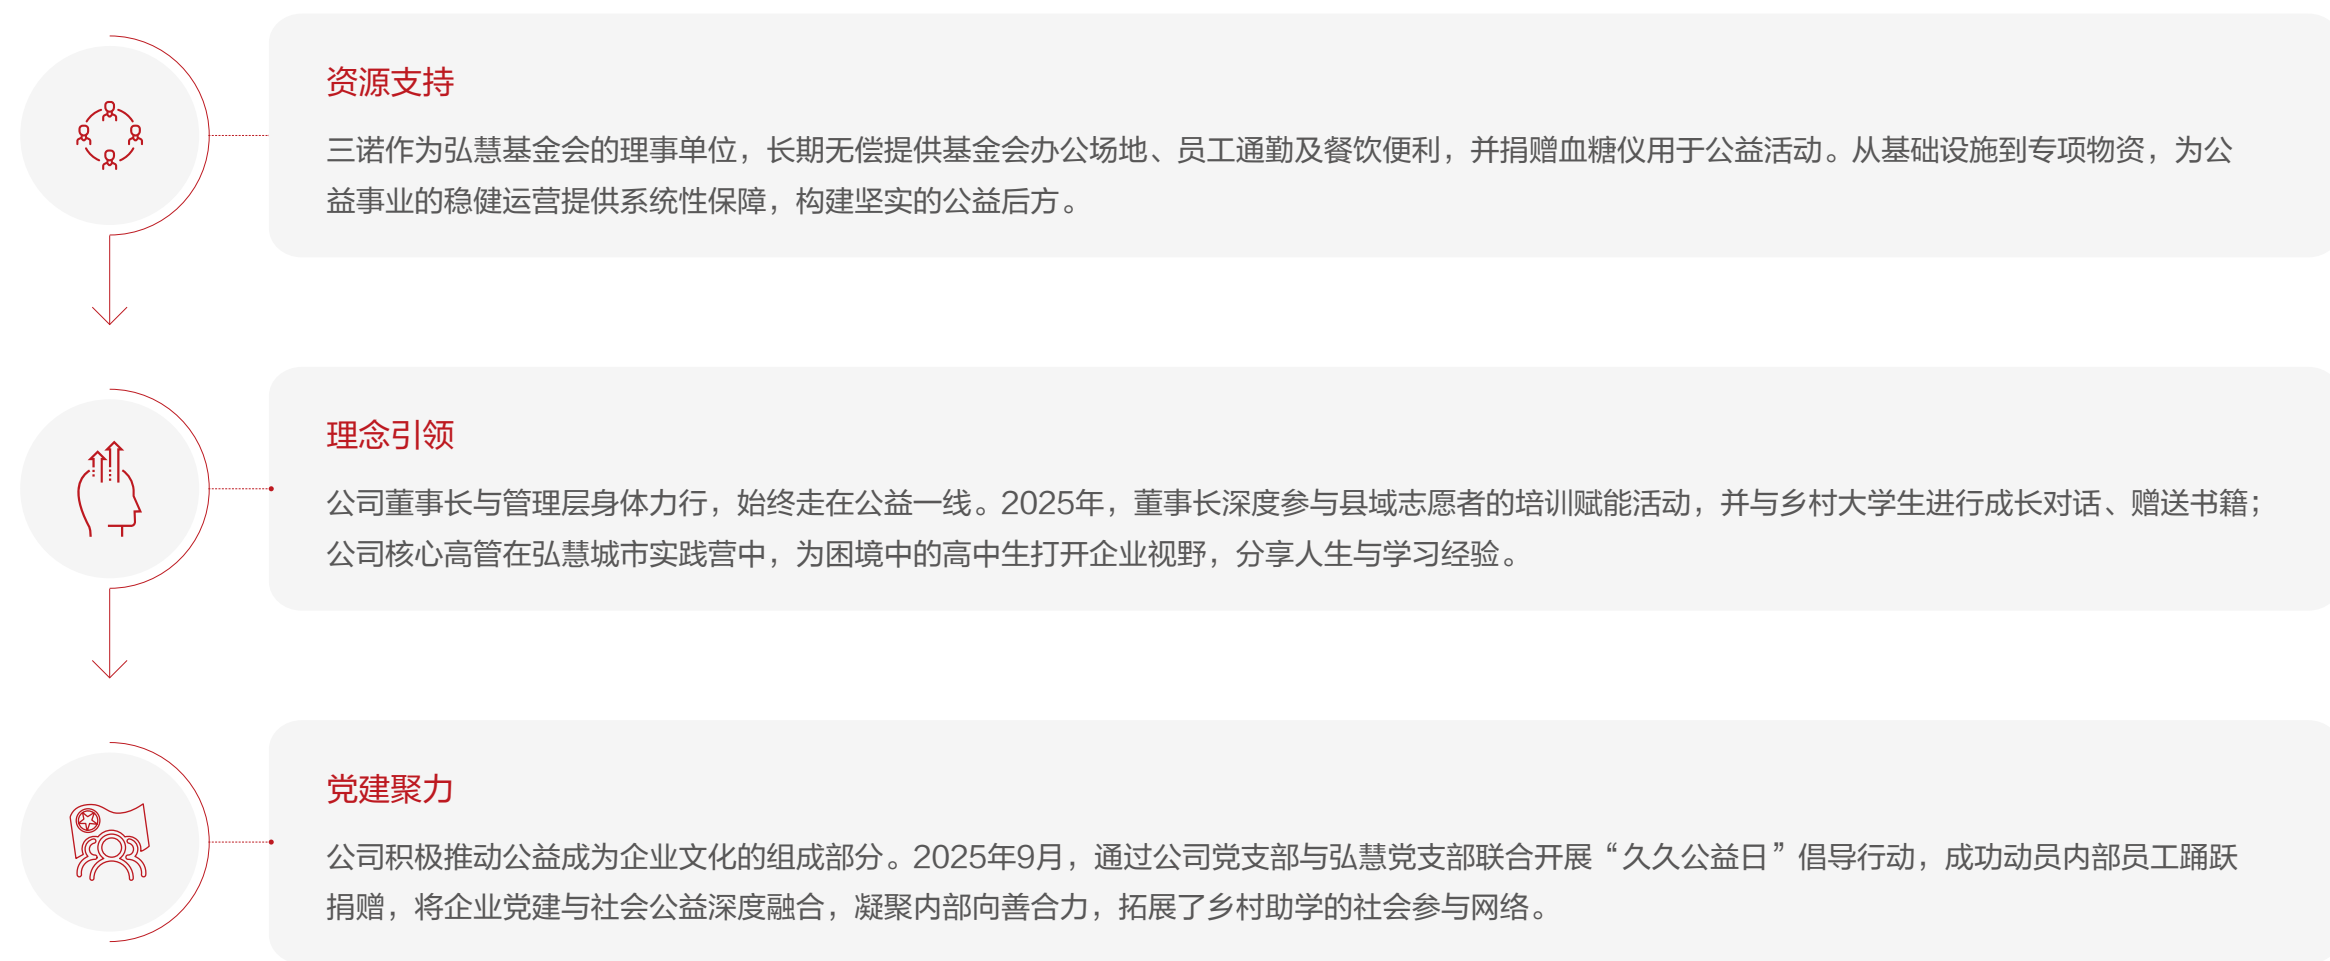 资源支持
三诺作为弘慧基金会的理事单位，长期无偿提供基金会办公场地、员工通勤及餐饮便利，并捐赠血糖仪用于公益活动。从基础设施到专项物资，为公
益事业的稳健运营提供系统性保障，构建坚实的公益后方。
理念引领
公司董事长与管理层身体力行，始终走在公益一线。2025年，董事长深度参与县域志愿者的培训赋能活动，并与乡村大学生进行成长对话、赠送书籍；
公司核心高管在弘慧城市实践营中，为困境中的高中生打开企业视野，分享人生与学习经验。
党建聚力
公司积极推动公益成为企业文化的组成部分。2025年9月，通过公司党支部与弘慧党支部联合开展“久久公益日”倡导行动，成功动员内部员工踊跃
捐赠，将企业党建与社会公益深度融合，凝聚内部向善合力，拓展了乡村助学的社会参与网络。